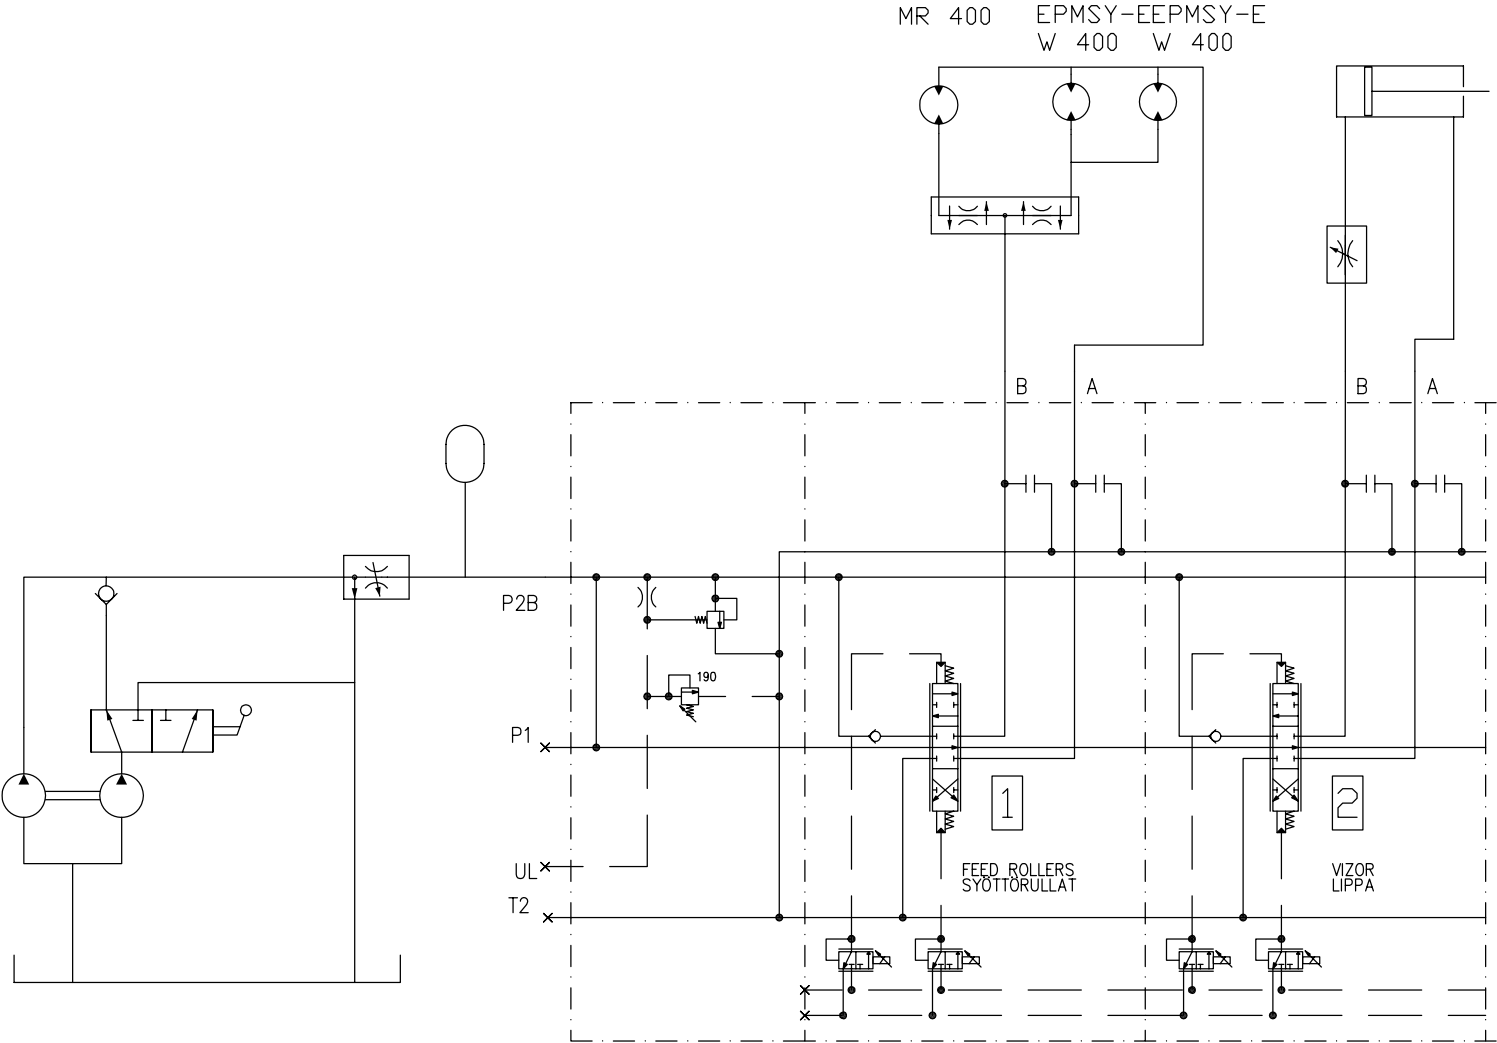 MR 400
EPMSY-EEPMSY-E
W 400 W 400
B
A
B
A
P2B
190
P1
1
2
UL
FEED ROLLERS
SYÖTTÖRULLAT
VIZOR
LIPPA
T2